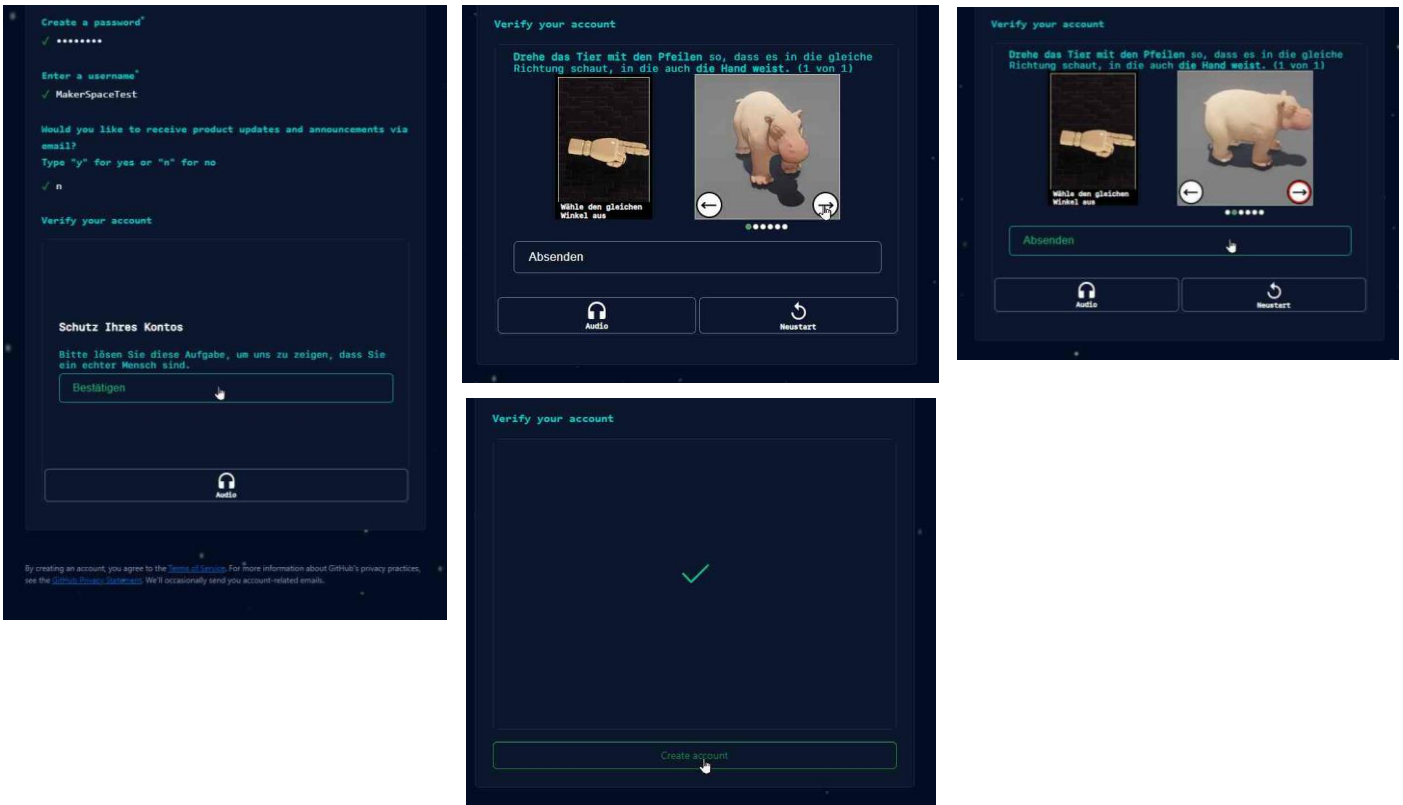 Create a password*
✓ ••••••••
Enter a username*
✓ MakerSpaceTest
Would you like to receive product updates and announcements via
email?
Type "y" for yes or "n" for no
✓ n
Verify your account
Schutz Ihres Kontos
Bitte lösen Sie diese Aufgabe, um uns zu zeigen, dass Sie
ein echter Mensch sind.
Bestätigen
Audio
By creating an account, you agree to the Terms of Service. For more information about GitHub's privacy practices,
see the GitHub Privacy Statement. We'll occasionally send you account-related emails.
Verify your account
Drehe das Tier mit den Pfeilen so, dass es in die gleiche
Richtung schaut, in die auch die Hand weist. (1 von 1)
Wähle den gleichen
Winkel aus
Absenden
Audio
Neustart
Verify your account
Drehe das Tier mit den Pfeilen so, dass es in die gleiche
Richtung schaut, in die auch die Hand weist. (1 von 1)
Wähle den gleichen
Winkel aus
Absenden
Audio
Neustart
Verify your account
Create account